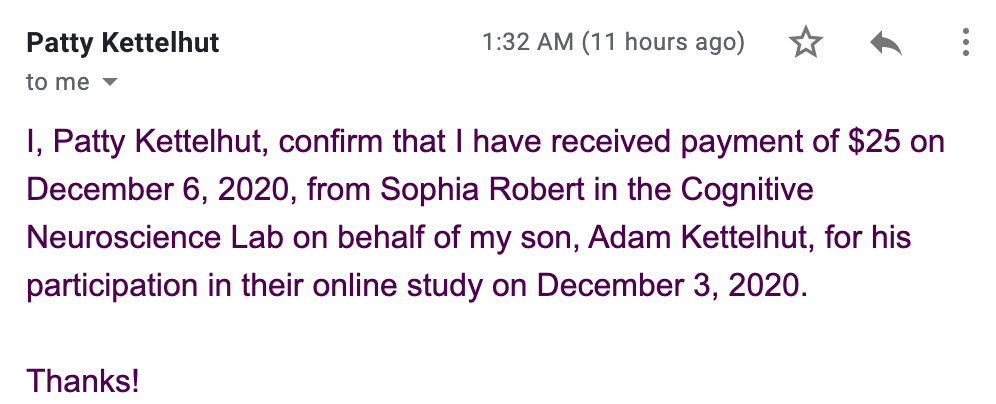 Patty Kettelhut 1:32 AM (11 hours ago)
to me
I, Patty Kettelhut, confirm that I have received payment of $25 on
December 6, 2020, from Sophia Robert in the Cognitive
Neuroscience Lab on behalf of my son, Adam Kettelhut, for his
participation in their online study on December 3, 2020.
Thanks!